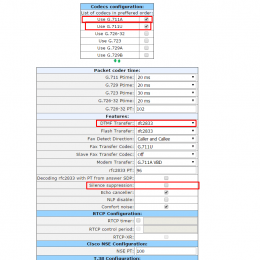 Codecs configuration:
List of codecs in preffered order:
Use G.711A
Use G.711U
Use G.726-32
Use G.723
Use G.729A
Use G.729B
Packet coder time:
G.711 Ptime: 20 ms
G.729 Ptime: 20 ms
G.723 Ptime: 30 ms
G.726-32 Ptime: 20 ms
G.726-32 PT: 102
Features:
DTMF Transfer: rfc2833
Flash Transfer: rfc2833
Fax Detect Direction: Caller and Callee
Fax Transfer Codec: G.711U
Slave Fax Transfer Codec: Off
Modem Transfer: G.711A VBD
rfc2833 PT: 96
Decoding rfc2833 with PT from answer SDP:
Silence suppression:
Echo canceller:
NLP disable:
Comfort noise:
RTCP Configuration:
RTCP timer:
RTCP control period:
RTCP-XR:
Cisco NSE Configuration:
NSE PT: 100
T.38 Configuration: